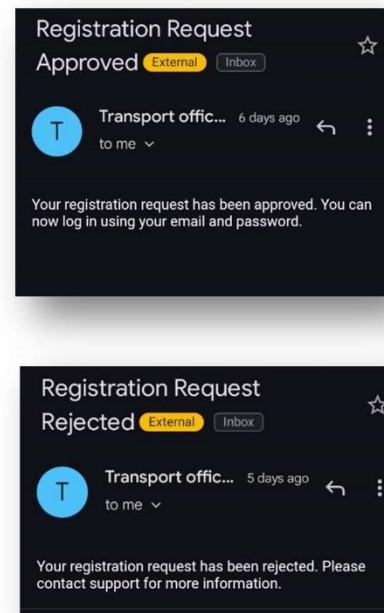 Registration Request
Approved External Inbox
T
Transport offic... 6 days ago
to me
Your registration request has been approved. You can
now log in using your email and password.
Registration Request
Rejected External Inbox
T
Transport offic... 5 days ago
to me
Your registration request has been rejected. Please
contact support for more information.